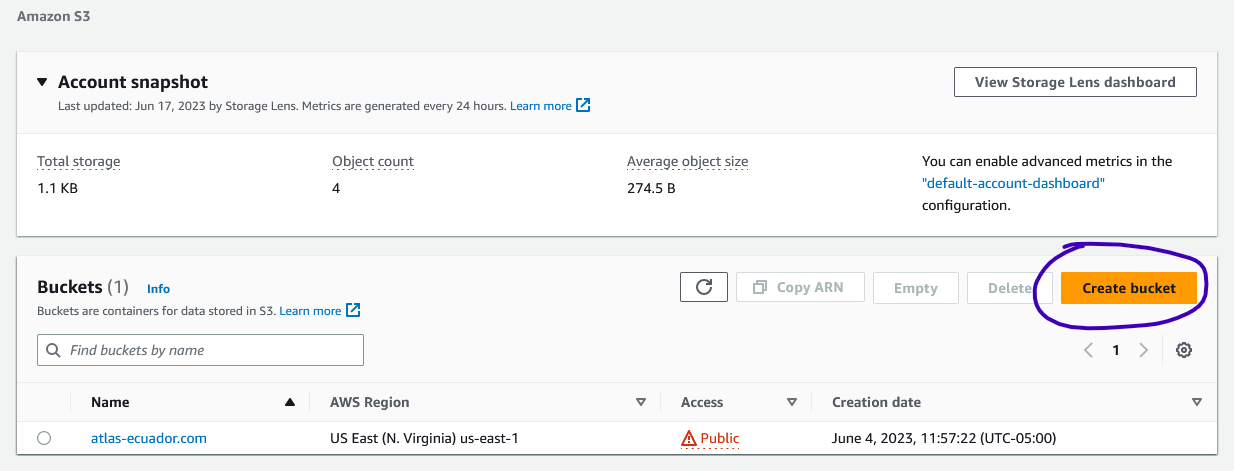 Amazon S3
Account snapshot
View Storage Lens dashboard
Last updated: Jun 17, 2023 by Storage Lens. Metrics are generated every 24 hours. Learn more
Total storage
1.1 KB
Object count
4
Average object size
274.5 B
You can enable advanced metrics in the
"default-account-dashboard"
configuration.
Buckets (1) Info
Buckets are containers for data stored in S3. Learn more
Copy ARN
Empty
Delete
Create bucket
Find buckets by name
1
Name AWS Region Access Creation date
atlas-ecuador.com US East (N. Virginia) us-east-1 Public June 4, 2023, 11:57:22 (UTC-05:00)